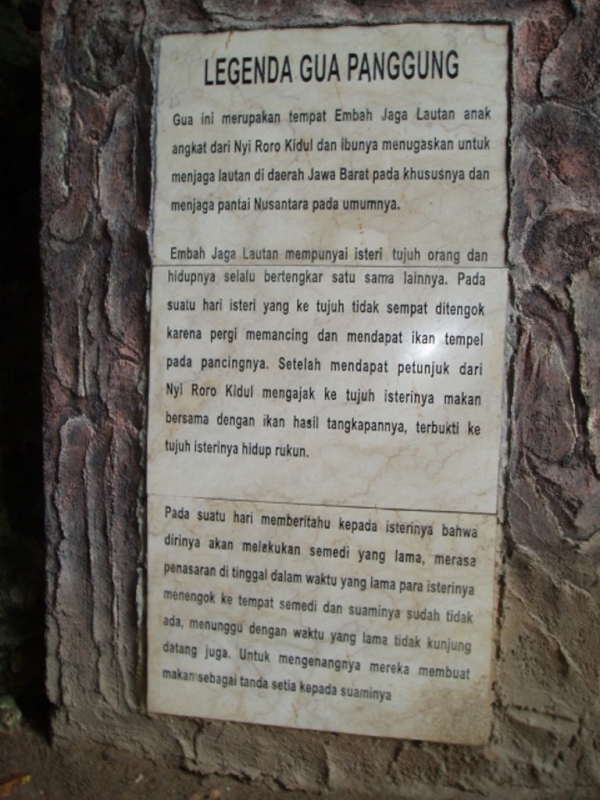 LEGENDA GUA PANGGUNG
Gua ini merupakan tempat Embah Jaga Lautan anak
angkat dari Nyi Roro Kidul dan ibunya menugaskan untuk
menjaga lautan di daerah Jawa Barat pada khususnya dan
menjaga pantai Nusantara pada umumnya.
Embah Jaga Lautan mempunyai isteri tujuh orang dan
hidupnya selalu bertengkar satu sama lainnya. Pada
suatu hari isteri yang ke tujuh tidak sempat ditengok
karena pergi memancing dan mendapat ikan tempel
pada pancingnya. Setelah mendapat petunjuk dari
Nyi Roro Kidul mengajak ke tujuh isterinya makan
bersama dengan ikan hasil tangkapannya, terbukti ke
tujuh isterinya hidup rukun.
Pada suatu hari memberitahu kepada isterinya bahwa
dirinya akan melekukan semedi yang lama, merasa
penasaran di tinggal dalam waktu yang lama para isterinya
menengok ke tempat semedi dan suaminya sudah tidak
ada, menunggu dengan waktu yang lama tidak kunjung
datang juga. Untuk mengenangnya mereka membuat
makan sebagai tanda setia kepada suaminya